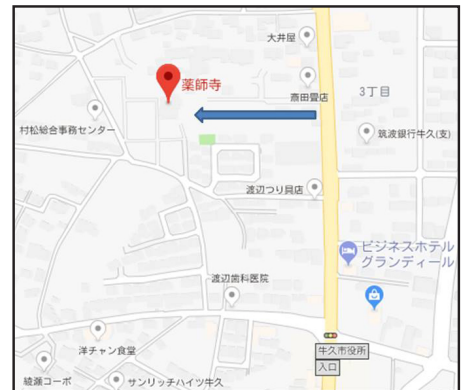 大井屋
薬師寺
斎田畳店
3丁目
村松総合事務センター
筑波銀行牛久(支)
渡辺つり具店
ビジネスホテル
グランディール
渡辺歯科医院
牛久市役所
入口
洋チャン食堂
綾瀬コーポ
サンリッチハイツ牛久